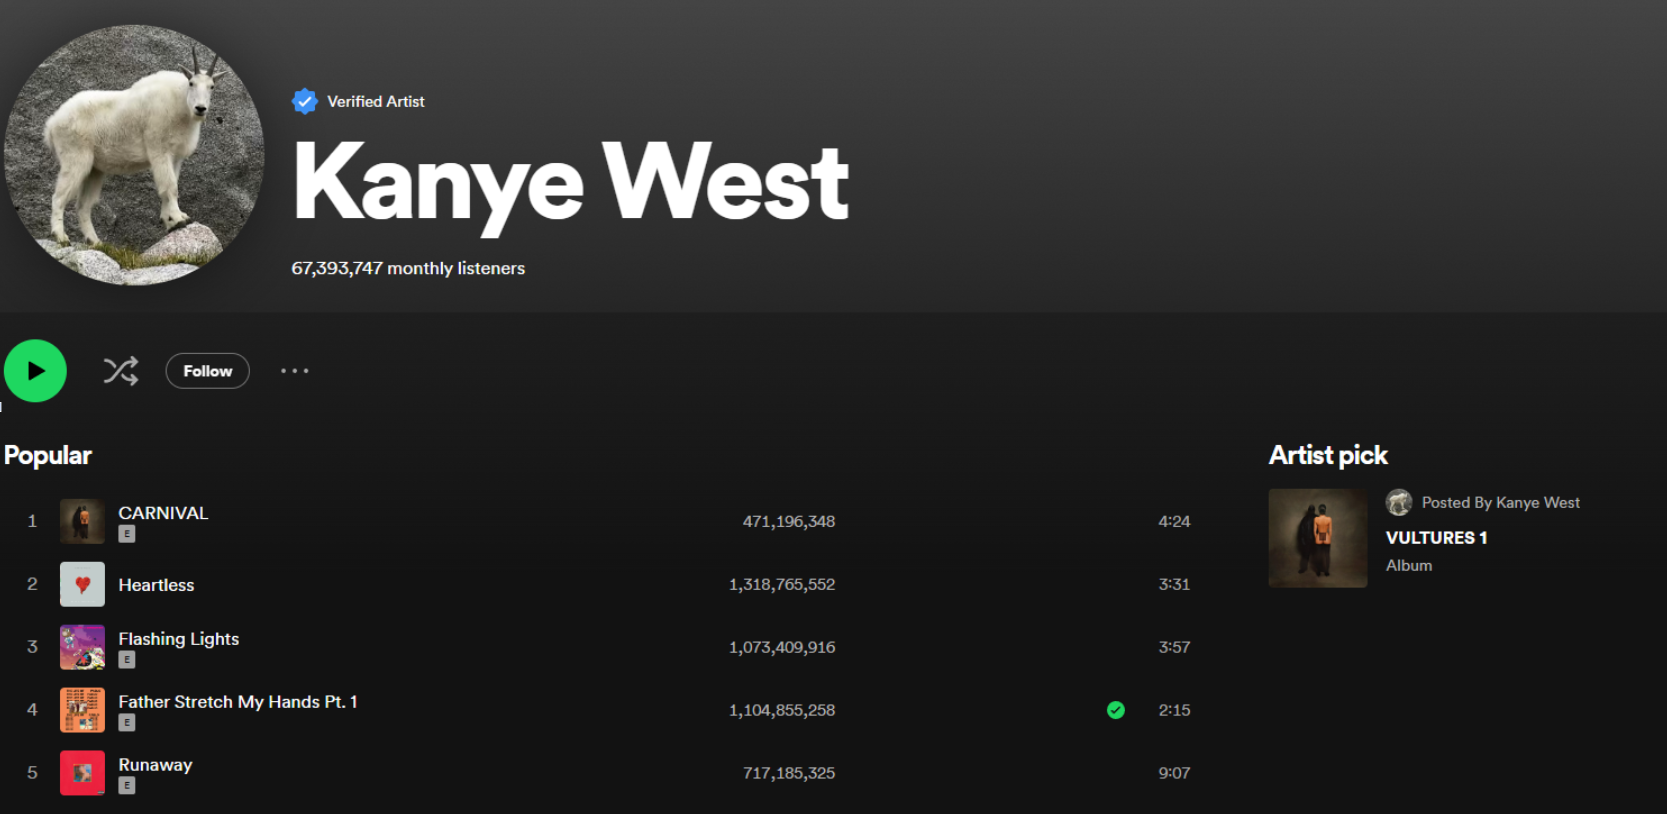 Verified Artist
Kanye West
67,393,747 monthly listeners
Follow
Popular
1
CARNIVAL
E
471,196,348
4:24
2
Heartless
1,318,765,552
3:31
3
Flashing Lights
E
1,073,409,916
3:57
4
Father Stretch My Hands Pt. 1
E
1,104,855,258
2:15
5
Runaway
E
717,185,325
9:07
Artist pick
Posted By Kanye West
VULTURES 1
Album